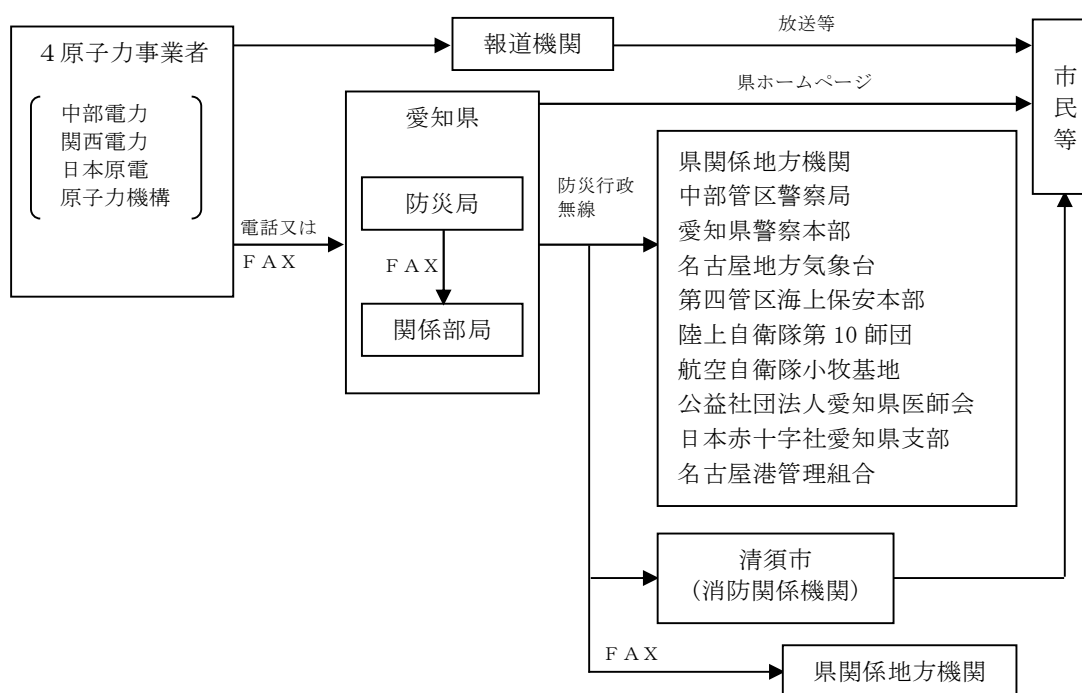 ４原子力事業者
中部電力
関西電力
日本原電
原子力機構
報道機関
放送等
市民等
県ホームページ
愛知県
防災局
ＦＡＸ
関係部局
電話又は
ＦＡＸ
防災行政
無線
県関係地方機関
中部管区警察局
愛知県警察本部
名古屋地方気象台
第四管区海上保安本部
陸上自衛隊第 10 師団
航空自衛隊小牧基地
公益社団法人愛知県医師会
日本赤十字社愛知県支部
名古屋港管理組合
清須市
（消防関係機関）
ＦＡＸ
県関係地方機関